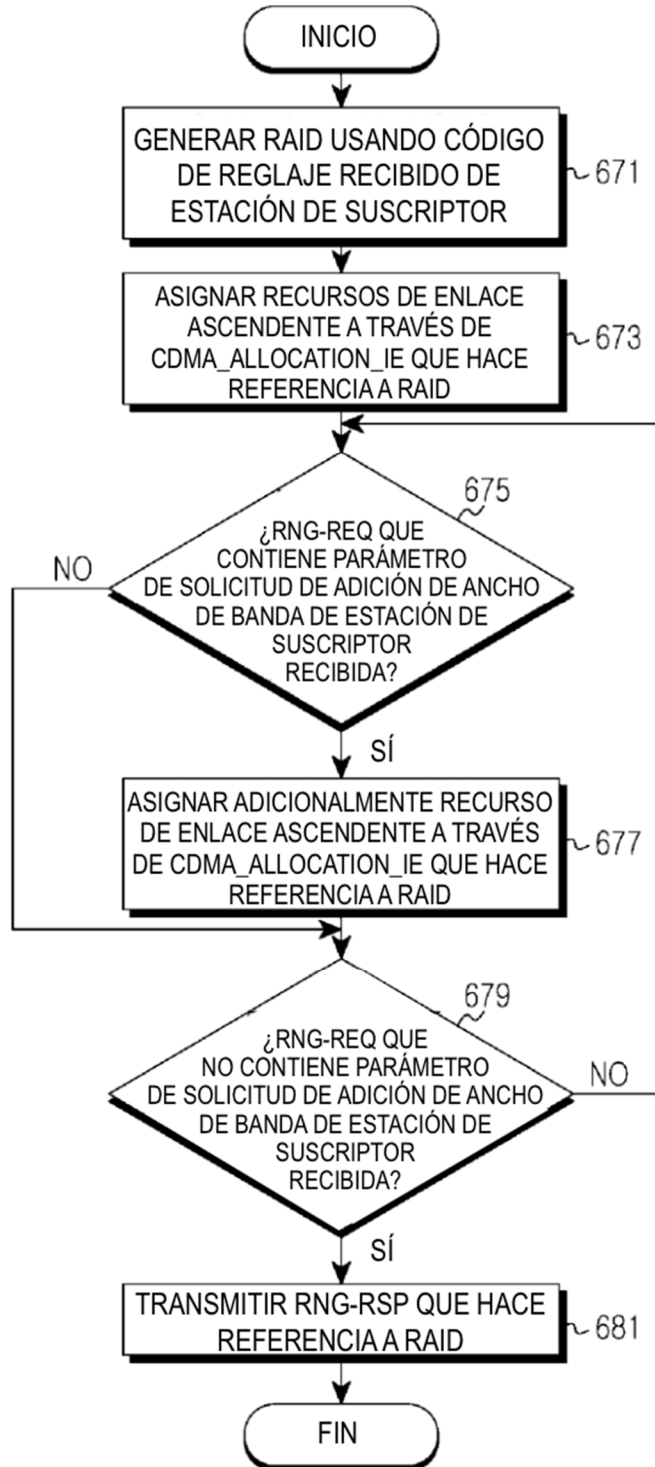 INICIO
GENERAR RAID USANDO CÓDIGO
DE REGLAJE RECIBIDO DE
ESTACIÓN DE SUSCRIPTOR
671
ASIGNAR RECURSOS DE ENLACE
ASCENDENTE A TRAVÉS DE
CDMA_ALLOCATION_IE QUE HACE
REFERENCIA A RAID
673
675
¿RNG-REQ QUE
CONTIENE PARÁMETRO
DE SOLICITUD DE ADICIÓN DE ANCHO
DE BANDA DE ESTACIÓN DE
SUSCRIPTOR
RECIBIDA?
NO
SÍ
ASIGNAR ADICIONALMENTE RECURSO
DE ENLACE ASCENDENTE A TRAVÉS
DE CDMA_ALLOCATION_IE QUE HACE
REFERENCIA A RAID
677
679
¿RNG-REQ QUE
NO CONTIENE PARÁMETRO
DE SOLICITUD DE ADICIÓN DE ANCHO
DE BANDA DE ESTACIÓN DE
SUSCRIPTOR
RECIBIDA?
NO
SÍ
TRANSMITIR RNG-RSP QUE HACE
REFERENCIA A RAID
681
FIN